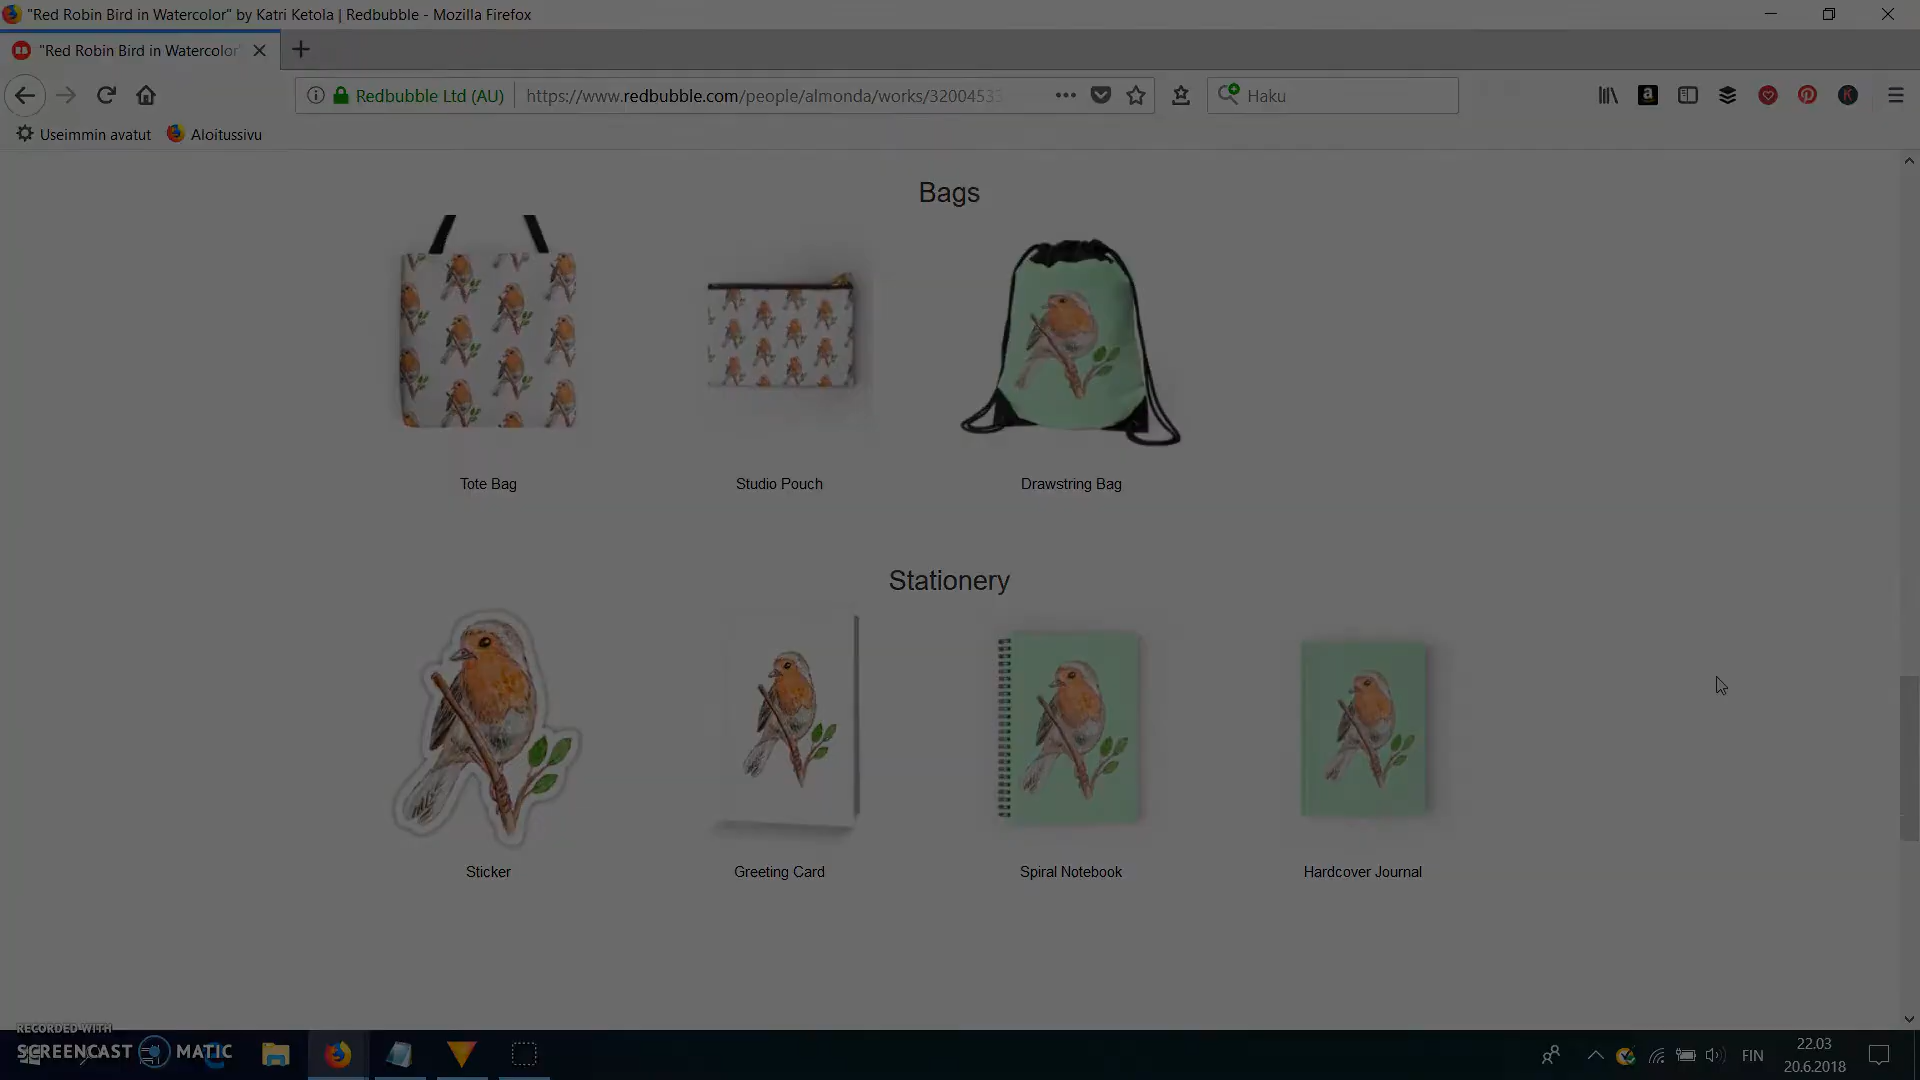 "Red Robin Bird in Watercolor" by Katri Ketola | Redbubble - Mozilla Firefox
"Red Robin Bird in Watercolor"
Redbubble Ltd (AU)
https://www.redbubble.com/people/almonda/works/3200453
Haku
Useimmin avatut
Aloitussivu
Bags
Tote Bag
Studio Pouch
Drawstring Bag
Stationery
Sticker
Greeting Card
Spiral Notebook
Hardcover Journal
RECORDED WITH
SCREENCAST MATIC
FIN
22.03
20.6.2018